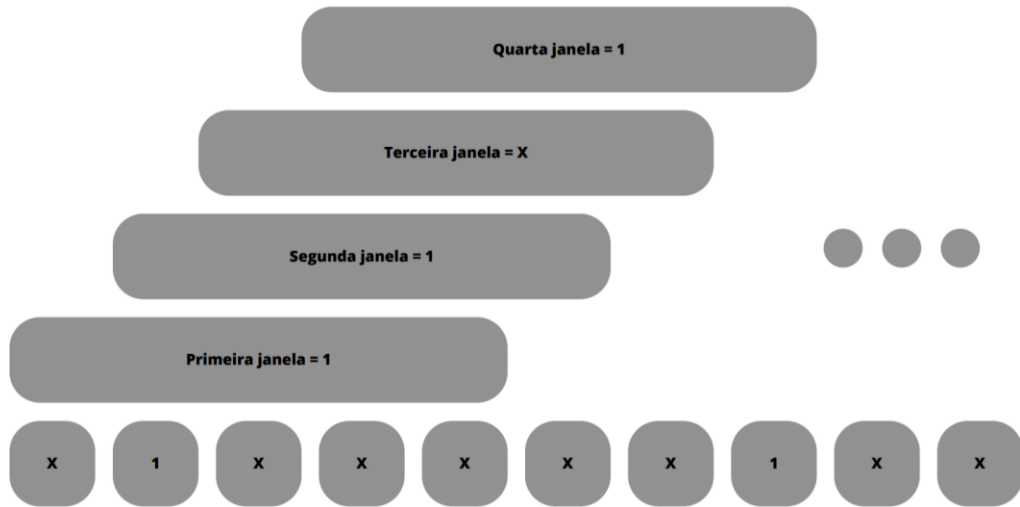 Quarta janela = 1
Terceira janela = X
Segunda janela = 1
Primeira janela = 1
X 1 X X X X X 1 X X